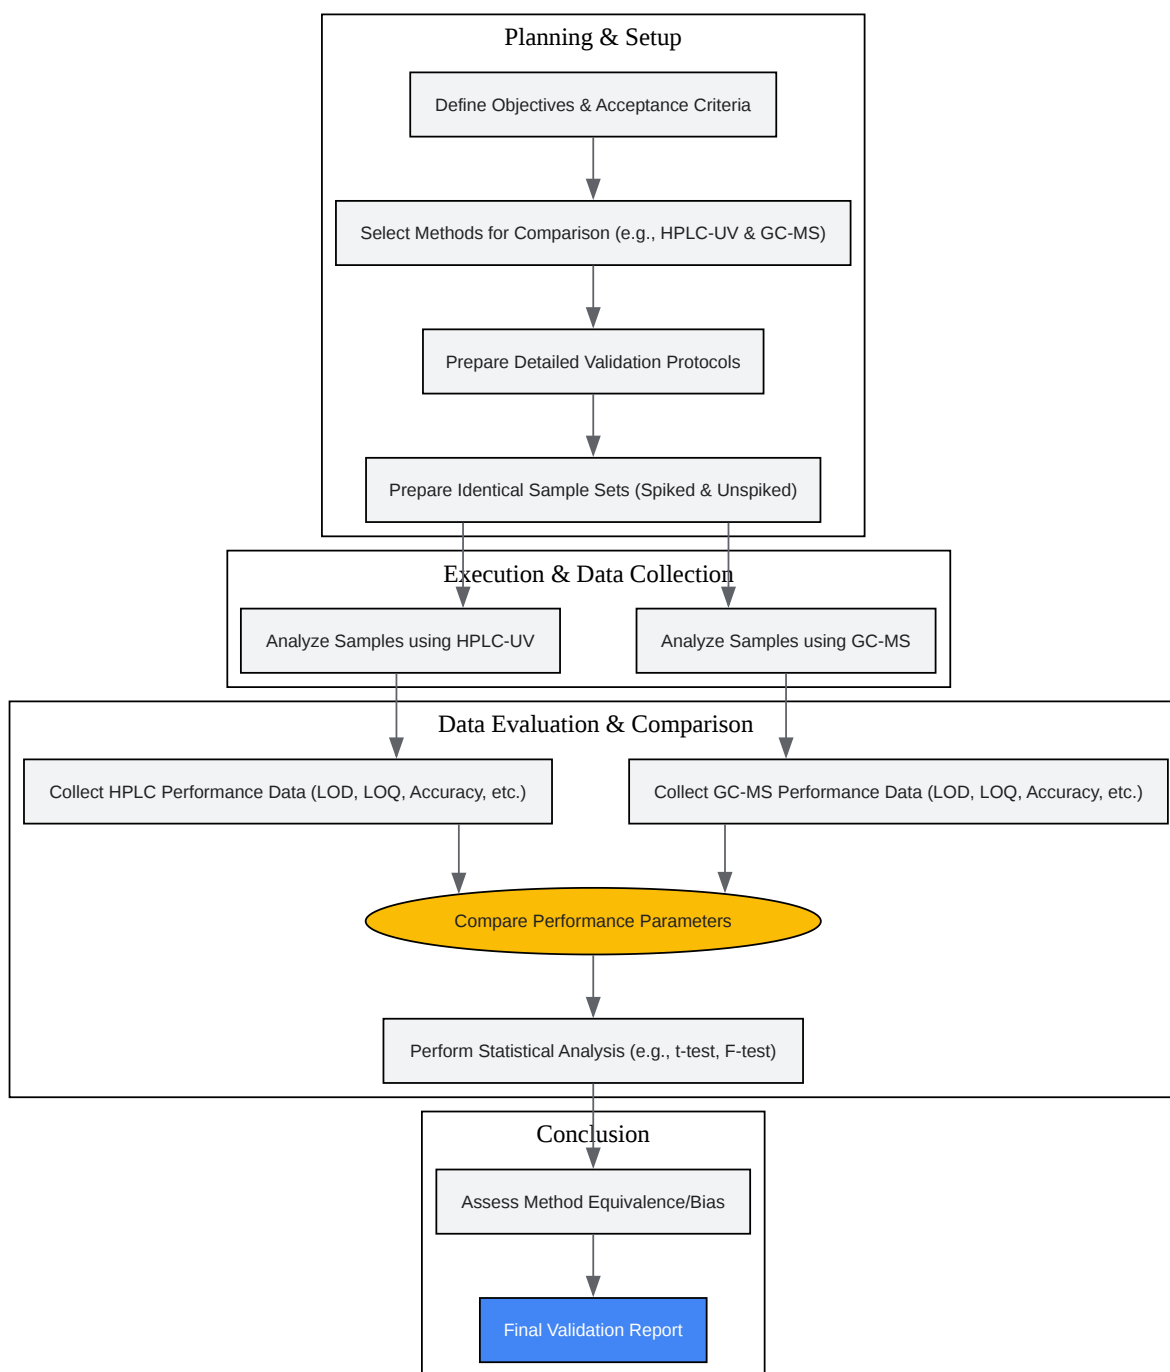 Planning & Setup
Define Objectives & Acceptance Criteria
Select Methods for Comparison (e.g., HPLC-UV & GC-MS)
Prepare Detailed Validation Protocols
Prepare Identical Sample Sets (Spiked & Unspiked)
Execution & Data Collection
Analyze Samples using HPLC-UV
Analyze Samples using GC-MS
Data Evaluation & Comparison
Collect HPLC Performance Data (LOD, LOQ, Accuracy, etc.)
Collect GC-MS Performance Data (LOD, LOQ, Accuracy, etc.)
Compare Performance Parameters
Perform Statistical Analysis (e.g., t-test, F-test)
Conclusion
Assess Method Equivalence/Bias
Final Validation Report